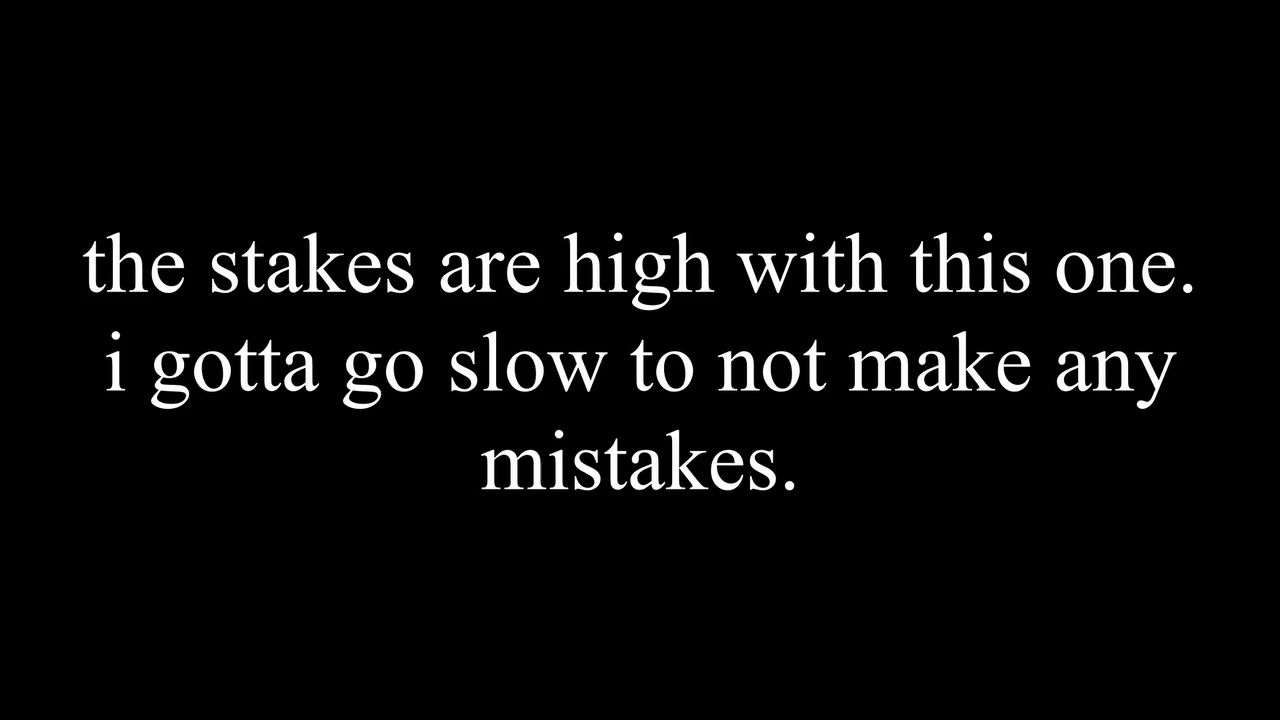 the stakes are high with this one.
i gotta go slow to not make any
mistakes.